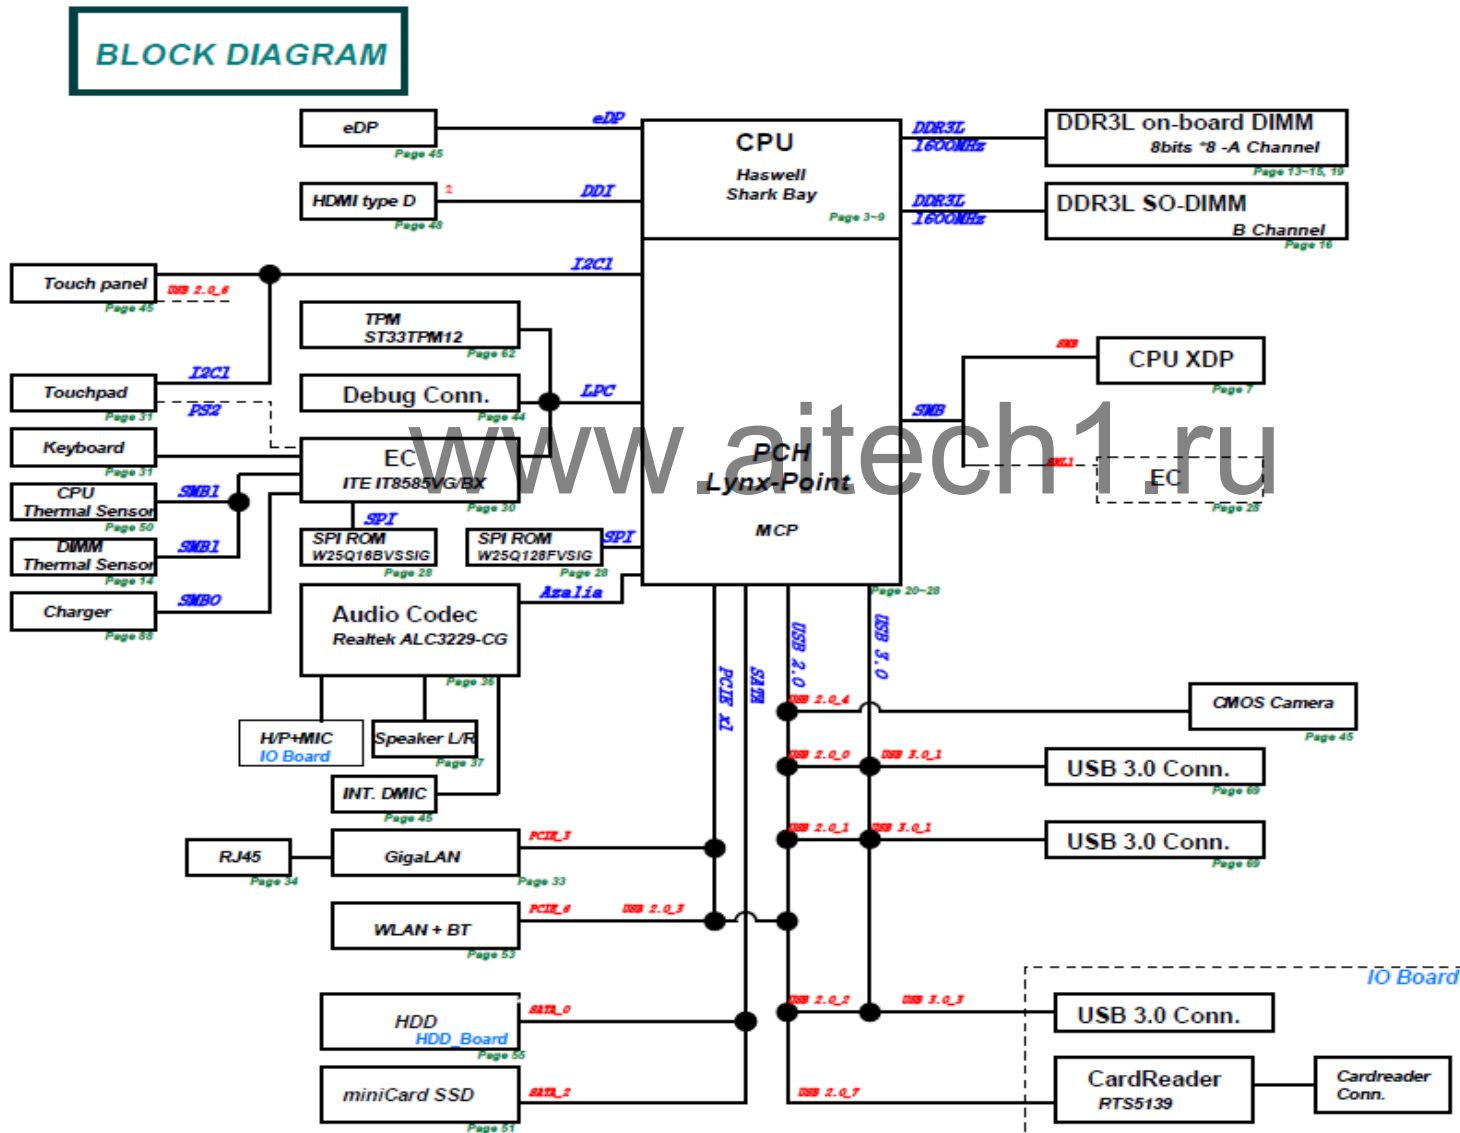 BLOCK DIAGRAM
eDP
Page 45
eDP
HDMI type D
2
Page 48
DDI
CPU
Haswell
Shark Bay
Page 3~9
DDR3L
1600MHz
DDR3L on-board DIMM
8bits *8 -A Channel
Page 13~15, 19
DDR3L
1600MHz
DDR3L SO-DIMM
B Channel
Page 16
Touch panel
USB 2.0_6
Page 45
I2C1
TPM
ST33TPM12
Page 62
Touchpad
Page 31
I2C1
PS2
Debug Conn.
Page 44
LPC
Keyboard
Page 31
EC
ITE IT8585VG/BX
Page 30
CPU
Thermal Sensor
Page 50
SMB1
DIMM
Thermal Sensor
Page 14
SMB1
Charger
Page 88
SMB0
SPI
SPI ROM
W25Q16BVSSIG
Page 28
SPI ROM
W25Q128FVSIG
Page 28
SPI
PCH
Lynx-Point
MCP
Page 20~28
SMB
SMB
CPU XDP
Page 7
SML1
EC
Page 28
www.aitech1.ru
Azalia
Audio Codec
Realtek ALC3229-CG
Page 36
H/P+MIC
IO Board
Speaker L/R
Page 37
INT. DMIC
Page 45
PCIE x1
SATA
USB 2.0
USB 3.0
USB 2.0_4
CMOS Camera
Page 45
USB 2.0_0
USB 3.0_1
USB 3.0 Conn.
Page 69
USB 2.0_1
USB 3.0_1
USB 3.0 Conn.
Page 69
RJ45
Page 34
GigaLAN
Page 33
PCIE_3
WLAN + BT
Page 53
PCIE_6
USB 2.0_3
HDD
HDD_Board
Page 55
SATA_0
miniCard SSD
Page 51
SATA_2
USB 2.0_2
USB 3.0_3
IO Board
USB 3.0 Conn.
USB 2.0_7
CardReader
RTS5139
Cardreader
Conn.